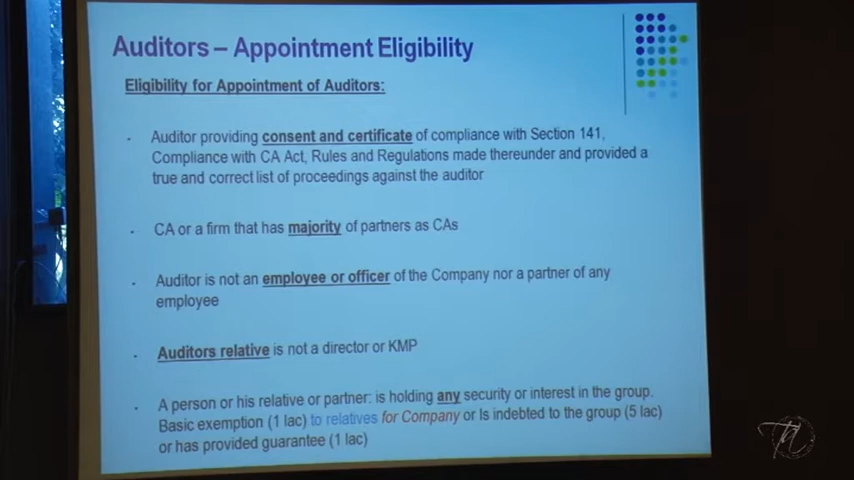 Auditors – Appointment Eligibility
Eligibility for Appointment of Auditors:
- Auditor providing consent and certificate of compliance with Section 141,
Compliance with CA Act, Rules and Regulations made thereunder and provided a
true and correct list of proceedings against the auditor
- CA or a firm that has majority of partners as CAs
- Auditor is not an employee or officer of the Company nor a partner of any
employee
- Auditors relative is not a director or KMP
- A person or his relative or partner: is holding any security or interest in the group.
Basic exemption (1 lac) to relatives for Company or Is indebted to the group (5 lac)
or has provided guarantee (1 lac)